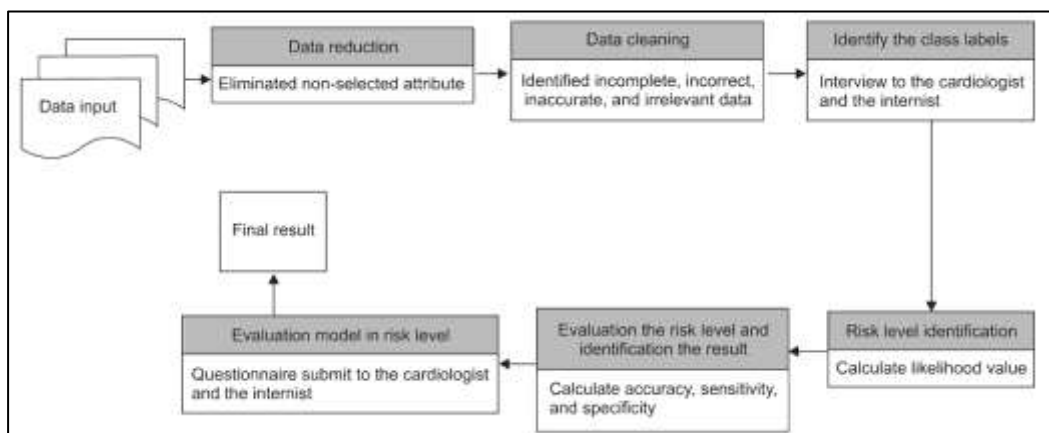 Data input
Data reduction
Eliminated non-selected attribute
Data cleaning
Identified incomplete, incorrect,
inaccurate, and irrelevant data
Identify the class labels
Interview to the cardiologist
and the internist
Risk level identification
Calculate likelihood value
Evaluation the risk level and
identification the result
Calculate accuracy, sensitivity,
and specificity
Evaluation model in risk level
Questionnaire submit to the cardiologist
and the internist
Final result